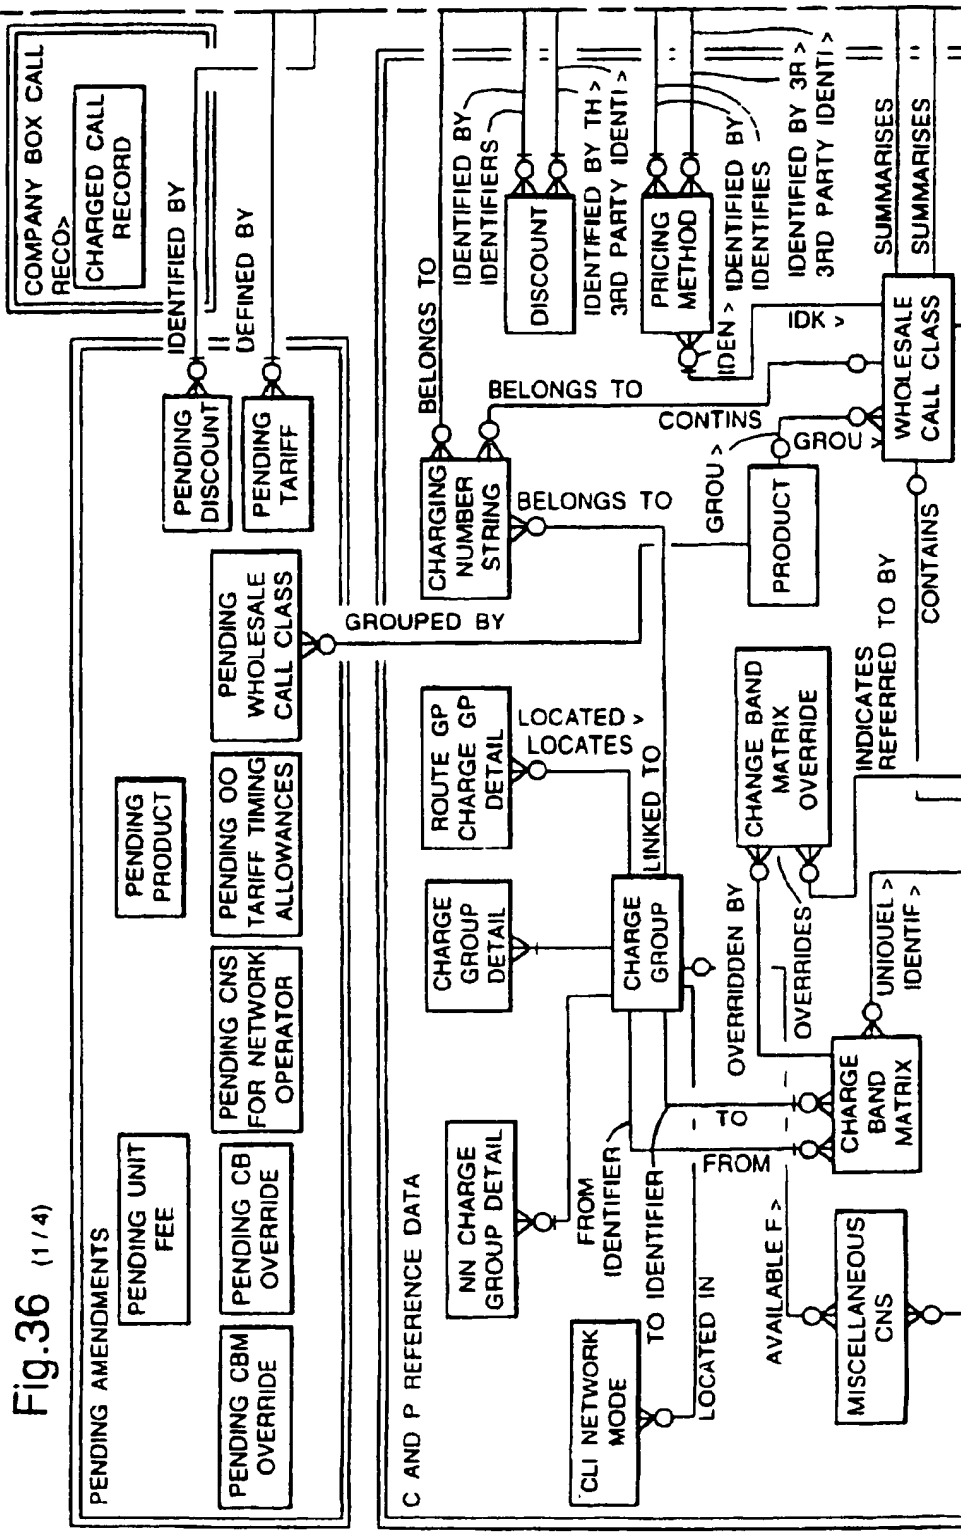 Fig.36 (1/4)
PENDING AMENDMENTS
PENDING CBM
OVERRIDE
PENDING CB
OVERRIDE
PENDING UNIT
FEE
PENDING CNS
FOR NETWORK
OPERATOR
PENDING OO
TARIFF TIMING
ALLOWANCES
PENDING
PRODUCT
PENDING
WHOLESALE
CALL CLASS
PENDING
DISCOUNT
PENDING
TARIFF
IDENTIFIED BY
DEFINED BY
COMPANY BOX CALL
RECO>
CHARGED CALL
RECORD
GROUPED BY
C AND P REFERENCE DATA
NN CHARGE
GROUP DETAIL
CHARGE
GROUP
DETAIL
ROUTE GP
CHARGE GP
DETAIL
LOCATED >
LOCATES
CHARGING
NUMBER
STRING
BELONGS TO
BELONGS TO
BELONGS TO
IDENTIFIED BY
IDENTIFIERS
DISCOUNT
IDENTIFIED BY TH >
3RD PARTY IDENTI >
PRICING
METHOD
IDEN >
IDENTIFIED BY
IDENTIFIES
IDENTIFIED BY 3R >
3RD PARTY IDENTI >
IDK >
CONTINS
GROU >
GROU >
PRODUCT
SUMMARISES
SUMMARISES
WHOLESALE
CALL CLASS
CONTAINS
INDICATES
REFERRED TO BY
CHANGE BAND
MATRIX
OVERRIDE
LINKED TO
CHARGE
GROUP
OVERRIDDEN BY
OVERRIDES
UNIOUEL >
IDENTIF >
CHARGE
BAND
MATRIX
TO
FROM
FROM
IDENTIFIER
TO IDENTIFIER
LOCATED IN
CLI NETWORK
MODE
AVAILABLE F >
MISCELLANEOUS
CNS